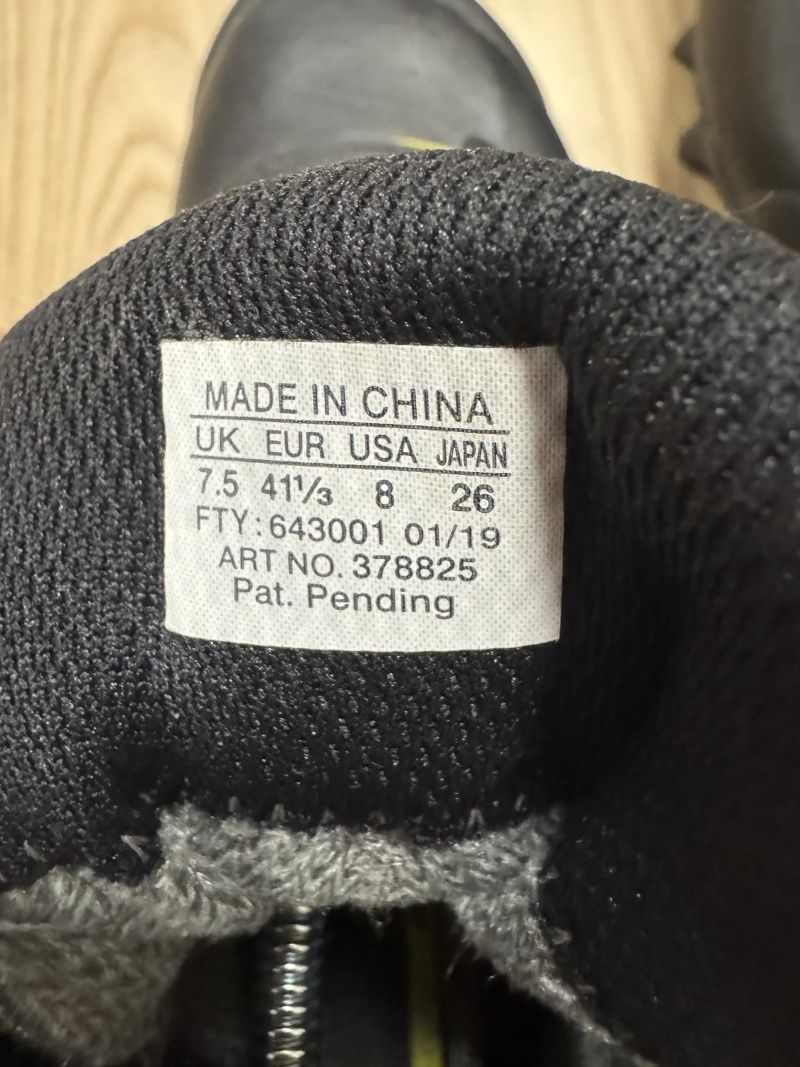 MADE IN CHINA
UK EUR USA JAPAN
7.5 41⅓ 8 26
FTY: 643001 01/19
ART NO. 378825
Pat. Pending